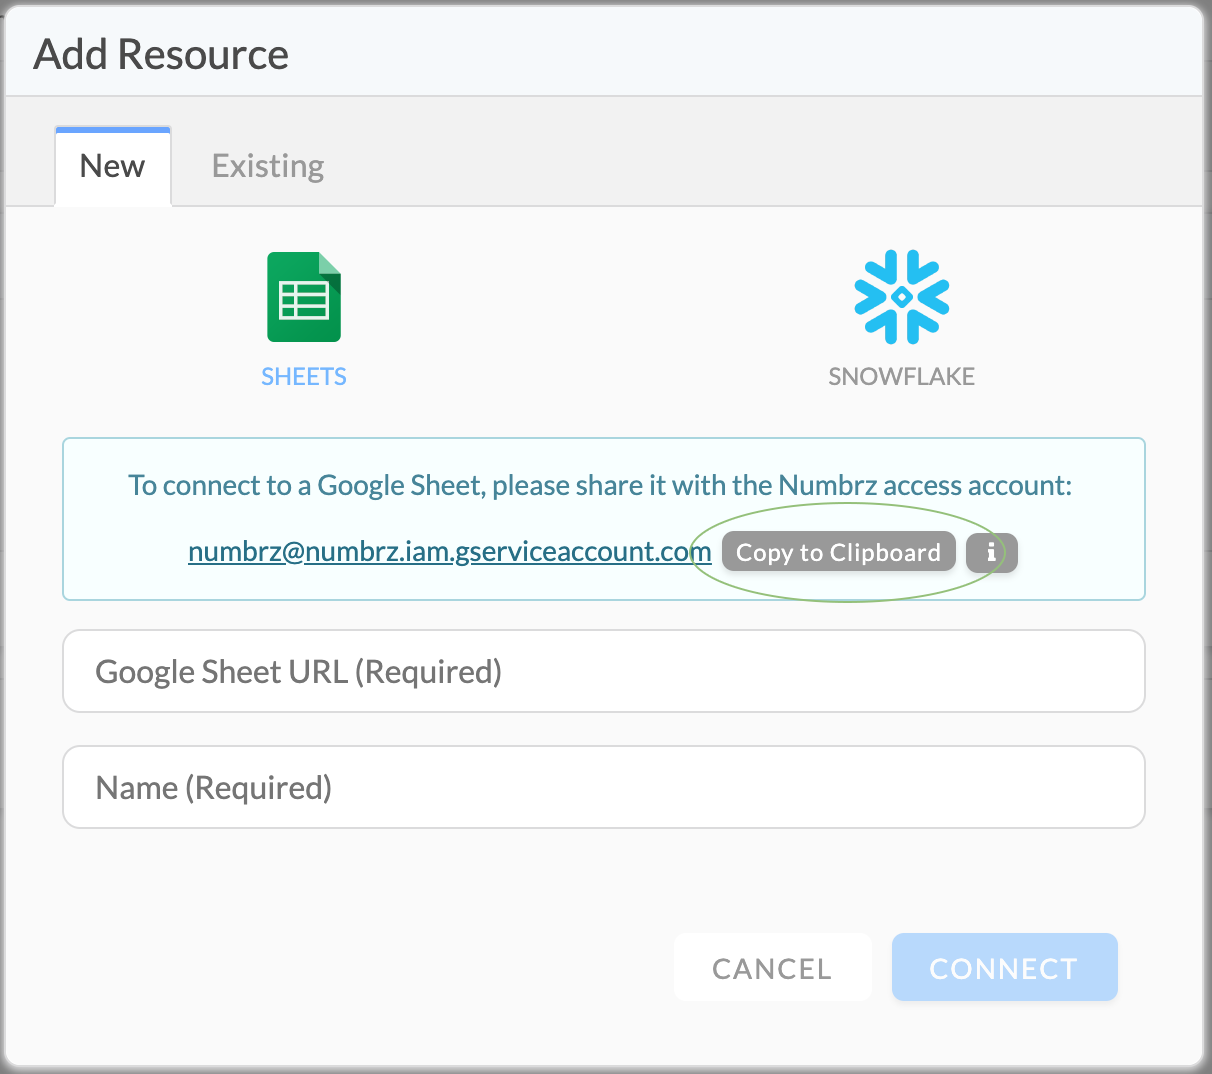 Add Resource
New Existing
SHEETS SNOWFLAKE
To connect to a Google Sheet, please share it with the Numbrz access account:
numbrz@numbrz.iam.gserviceaccount.com Copy to Clipboard i
Google Sheet URL (Required)
Name (Required)
CANCEL CONNECT